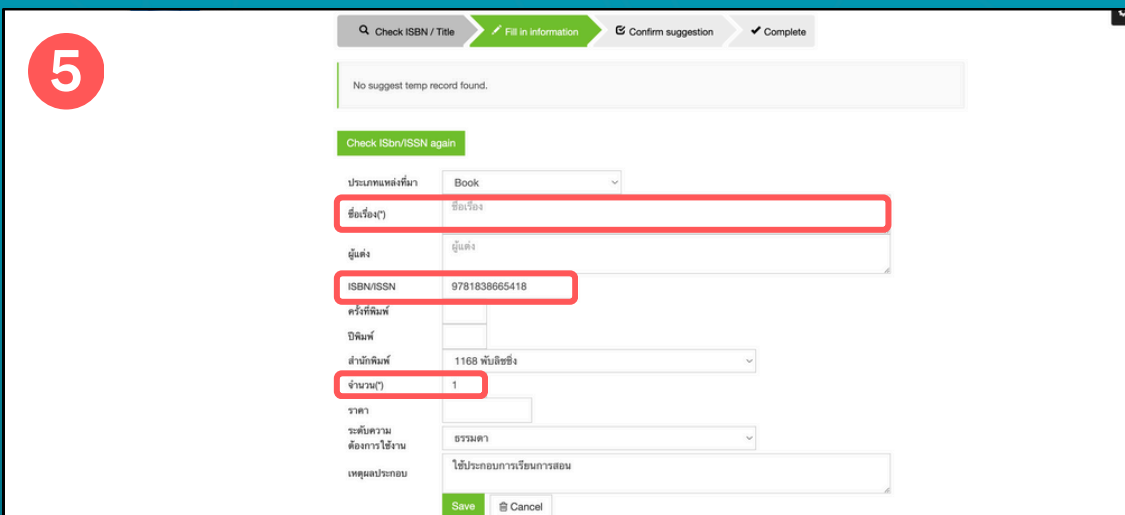 5
Check ISBN / Title Fill in information Confirm suggestion Complete
No suggest temp record found.
Check ISbn/ISSN again
ประเภทแหล่งที่มา Book
ชื่อเรื่อง(*) ชื่อเรื่อง
ผู้แต่ง ผู้แต่ง
ISBN/ISSN 9781838665418
ครั้งที่พิมพ์
ปีพิมพ์
สำนักพิมพ์ 1168 พับลิชชิ่ง
จำนวน(*) 1
ราคา
ระดับความ
ต้องการใช้งาน ธรรมดา
เหตุผลประกอบ ใช้ประกอบการเรียนการสอน
Save Cancel